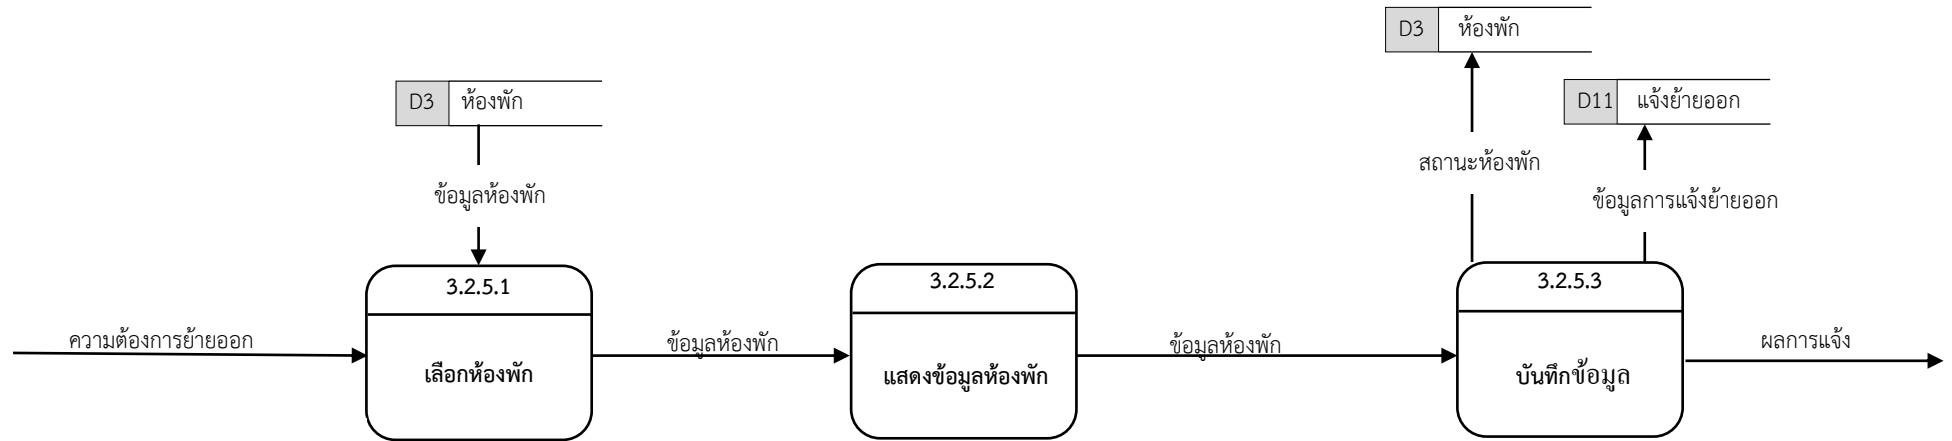 D3 ห้องพัก
D3 ห้องพัก
D11 แจ้งย้ายออก
สถานะห้องพัก
ข้อมูลห้องพัก
ข้อมูลการแจ้งย้ายออก
3.2.5.1
3.2.5.2
3.2.5.3
ความต้องการย้ายออก
ข้อมูลห้องพัก
ข้อมูลห้องพัก
ผลการแจ้ง
เลือกห้องพัก
แสดงข้อมูลห้องพัก
บันทึกข้อมูล